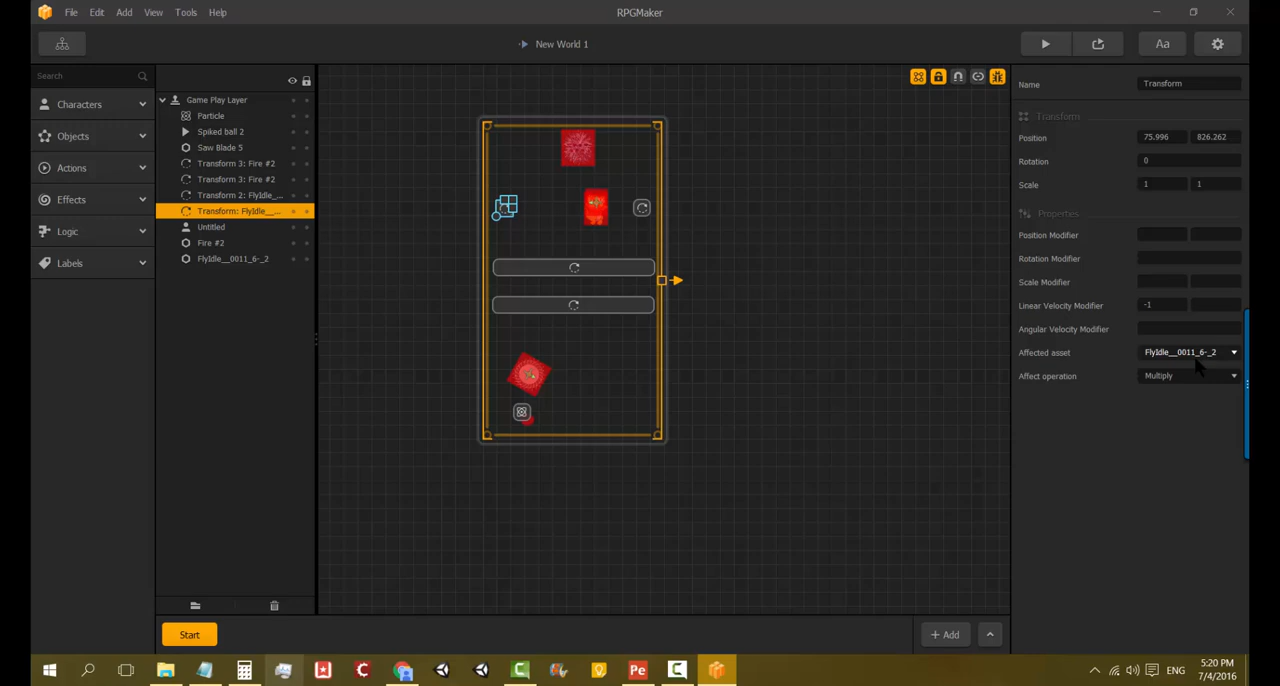 File Edit Add View Tools Help
RPGMaker
New World 1
Aa
Search
Characters
Objects
Actions
Effects
Logic
Labels
Game Play Layer
Particle
Spiked ball 2
Saw Blade 5
Transform 3: Fire #2
Transform 3: Fire #2
Transform 2: FlyIdle_...
Transform: FlyIdle__...
Untitled
Fire #2
FlyIdle__0011_6-_2
Name Transform
Transform
Position 75.996 826.262
Rotation 0
Scale 1 1
Properties
Position Modifier
Rotation Modifier
Scale Modifier
Linear Velocity Modifier -1
Angular Velocity Modifier
Affected asset FlyIdle__0011_6-_2
Affect operation Multiply
Start
+ Add
Pe
ENG
5:20 PM
7/4/2016